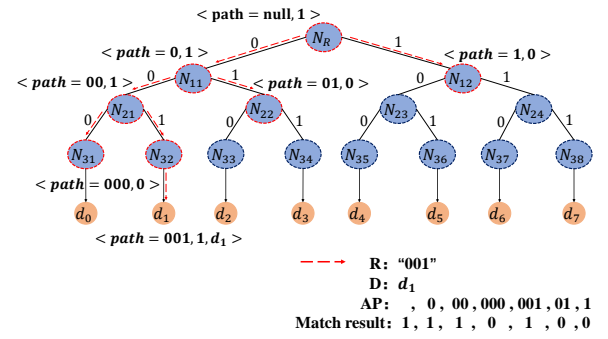 < path = null, 1 >
N_R
0 1
< path = 0, 1 >
< path = 1, 0 >
N_11
N_12
0 1 0 1
< path = 00, 1 >
< path = 01, 0 >
N_21 N_22 N_23 N_24
0 1 0 1 0 1 0 1
N_31 N_32 N_33 N_34 N_35 N_36 N_37 N_38
< path = 000, 0 >
d_0 d_1 d_2 d_3 d_4 d_5 d_6 d_7
< path = 001, 1, d_1 >
R: “001”
D: d_1
AP: , 0, 00, 000, 001, 01, 1
Match result: 1, 1, 1, 0, 1, 0, 0